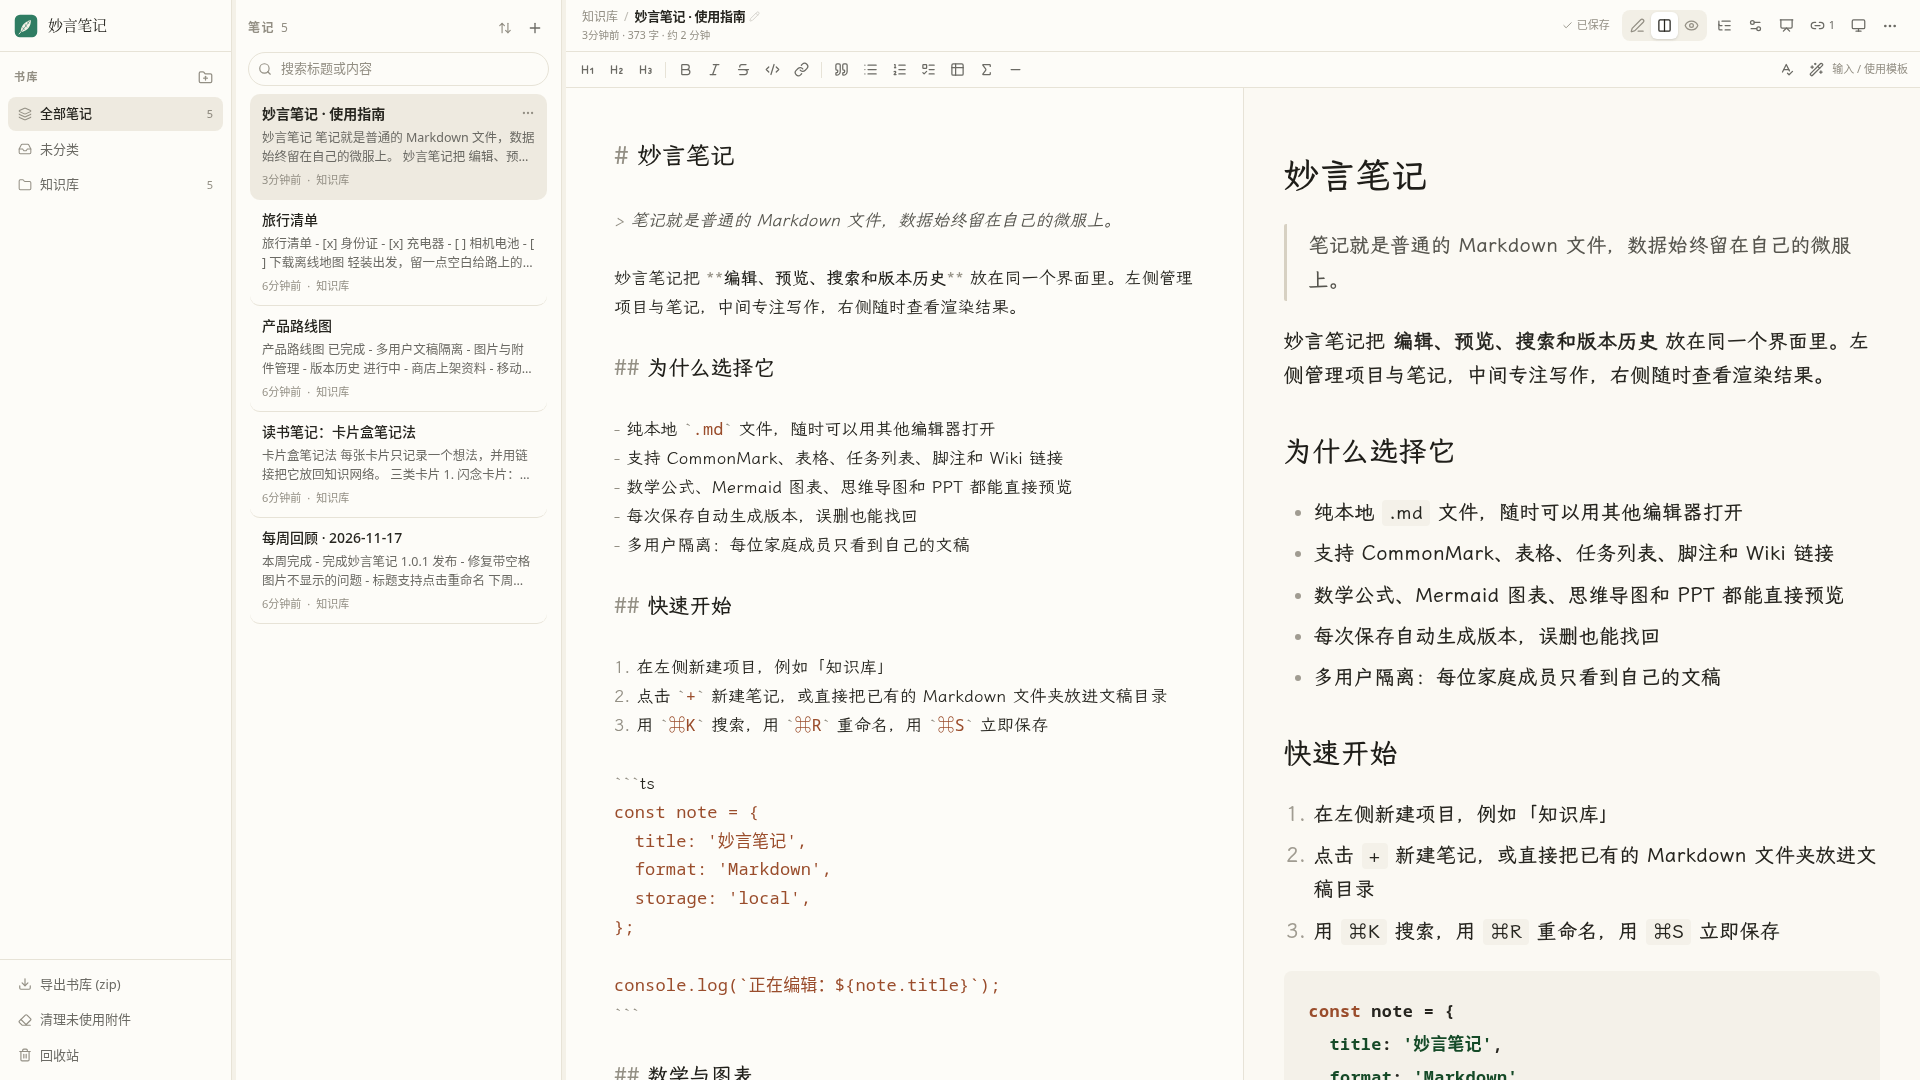 妙言笔记
书库
全部笔记 5
未分类
知识库 5
导出书库 (zip)
清理未使用附件
回收站
笔记 5
搜索标题或内容
妙言笔记 · 使用指南
妙言笔记 笔记就是普通的 Markdown 文件，数据
始终留在自己的微服上。 妙言笔记把 编辑、预...
3分钟前 · 知识库
旅行清单
旅行清单 - [x] 身份证 - [x] 充电器 - [ ] 相机电池 - [
] 下载离线地图 轻装出发，留一点空白给路上的...
6分钟前 · 知识库
产品路线图
产品路线图 已完成 - 多用户文稿隔离 - 图片与附
件管理 - 版本历史 进行中 - 商店上架资料 - 移动...
6分钟前 · 知识库
读书笔记：卡片盒笔记法
卡片盒笔记法 每张卡片只记录一个想法，并用链
接把它放回知识网络。 三类卡片 1. 闪念卡片：...
6分钟前 · 知识库
每周回顾 · 2026-11-17
本周完成 - 完成妙言笔记 1.0.1 发布 - 修复带空格
图片不显示的问题 - 标题支持点击重命名 下周...
6分钟前 · 知识库
知识库 / 妙言笔记 · 使用指南
3分钟前 · 373 字 · 约 2 分钟
已保存
1
H1 H2 H3 B I S
输入 / 使用模板
# 妙言笔记
> 笔记就是普通的 Markdown 文件，数据始终留在自己的微服上。
妙言笔记把 **编辑、预览、搜索和版本历史** 放在同一个界面里。左侧管理
项目与笔记，中间专注写作，右侧随时查看渲染结果。
## 为什么选择它
- 纯本地 `.md` 文件，随时可以用其他编辑器打开
- 支持 CommonMark、表格、任务列表、脚注和 Wiki 链接
- 数学公式、Mermaid 图表、思维导图和 PPT 都能直接预览
- 每次保存自动生成版本，误删也能找回
- 多用户隔离：每位家庭成员只看到自己的文稿
## 快速开始
1. 在左侧新建项目，例如「知识库」
2. 点击 `+` 新建笔记，或直接把已有的 Markdown 文件夹放进文稿目录
3. 用 `⌘K` 搜索，用 `⌘R` 重命名，用 `⌘S` 立即保存
```ts
const note = {
title: '妙言笔记',
format: 'Markdown',
storage: 'local',
};
console.log(`正在编辑：${note.title}`);
```
## 数学与图表
妙言笔记
笔记就是普通的 Markdown 文件，数据始终留在自己的微服
上。
妙言笔记把 编辑、预览、搜索和版本历史 放在同一个界面里。左
侧管理项目与笔记，中间专注写作，右侧随时查看渲染结果。
为什么选择它
纯本地 .md 文件，随时可以用其他编辑器打开
支持 CommonMark、表格、任务列表、脚注和 Wiki 链接
数学公式、Mermaid 图表、思维导图和 PPT 都能直接预览
每次保存自动生成版本，误删也能找回
多用户隔离：每位家庭成员只看到自己的文稿
快速开始
1. 在左侧新建项目，例如「知识库」
2. 点击 + 新建笔记，或直接把已有的 Markdown 文件夹放进文
稿目录
3. 用 ⌘K 搜索，用 ⌘R 重命名，用 ⌘S 立即保存
const note = {
title: '妙言笔记',
format: 'Markdown'